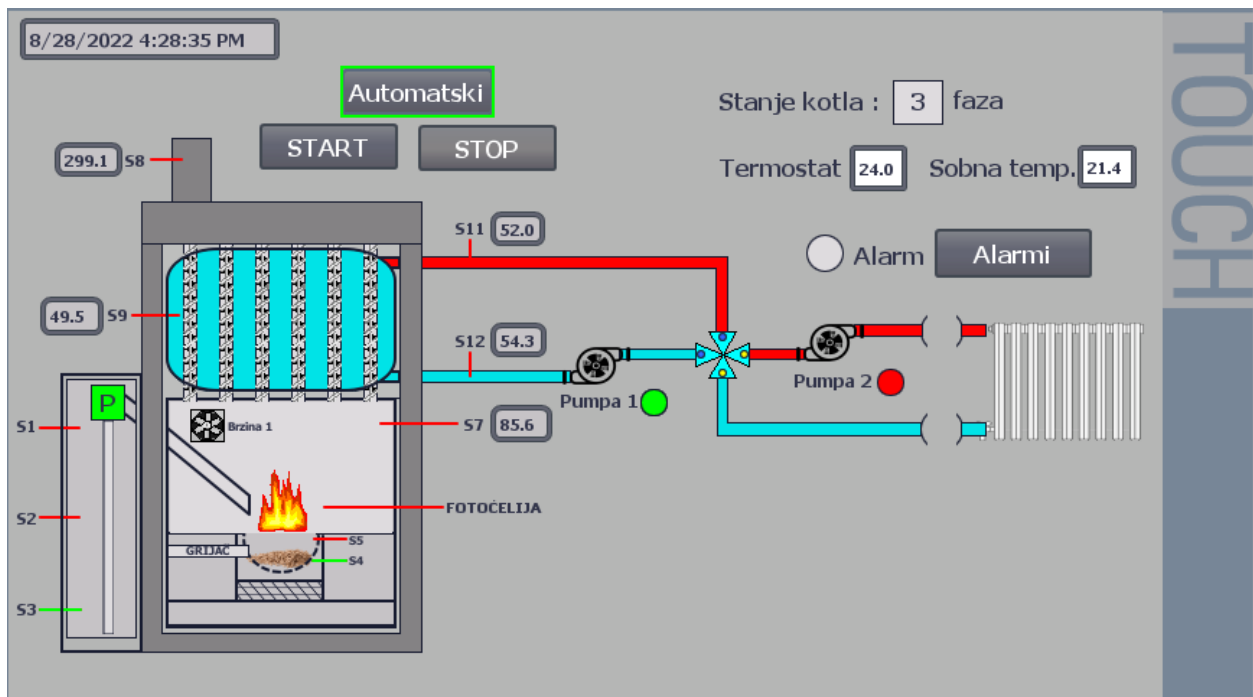 8/28/2022 4:28:35 PM
Automatski
START
STOP
Stanje kotla : 3 faza
Termostat 24.0 Sobna temp. 21.4
Alarm
Alarmi
299.1 S8
S11 52.0
49.5 S9
S12 54.3
Pumpa 1
Pumpa 2
P
S1
Brzina 1
S7 85.6
S2
FOTOĆELIJA
S5
GRIJAČ
S4
S3
TOUCH